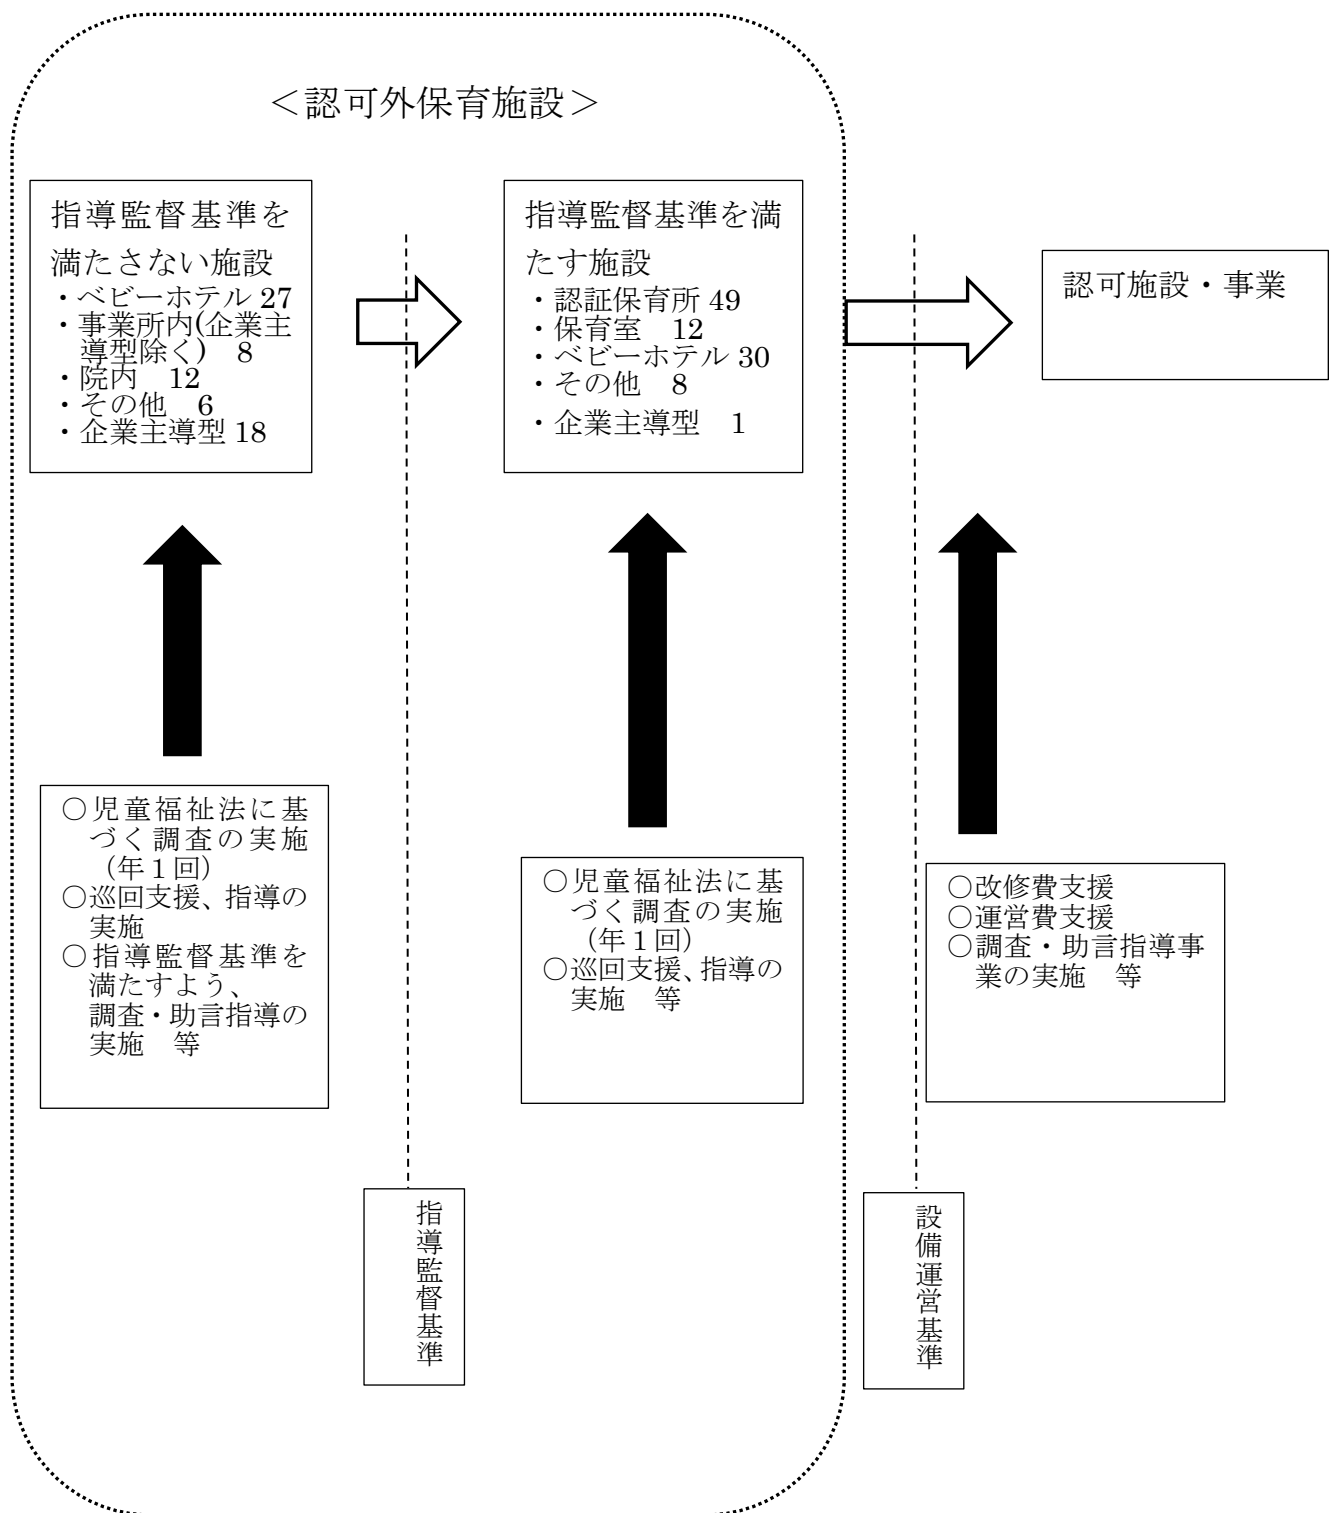 ＜認可外保育施設＞
指導監督基準を
満たさない施設
・ベビーホテル 27
・事業所内(企業主
導型除く)　8
・院内　12
・その他　6
・企業主導型 18
指導監督基準を満
たす施設
・認証保育所 49
・保育室　12
・ベビーホテル 30
・その他　8
・企業主導型　1
認可施設・事業
○児童福祉法に基
づく調査の実施
（年１回）
○巡回支援、指導の
実施
○指導監督基準を
満たすよう、
調査・助言指導の
実施　等
○児童福祉法に基
づく調査の実施
（年１回）
○巡回支援、指導の
実施　等
○改修費支援
○運営費支援
○調査・助言指導事
業の実施　等
指導監督基準
設備運営基準